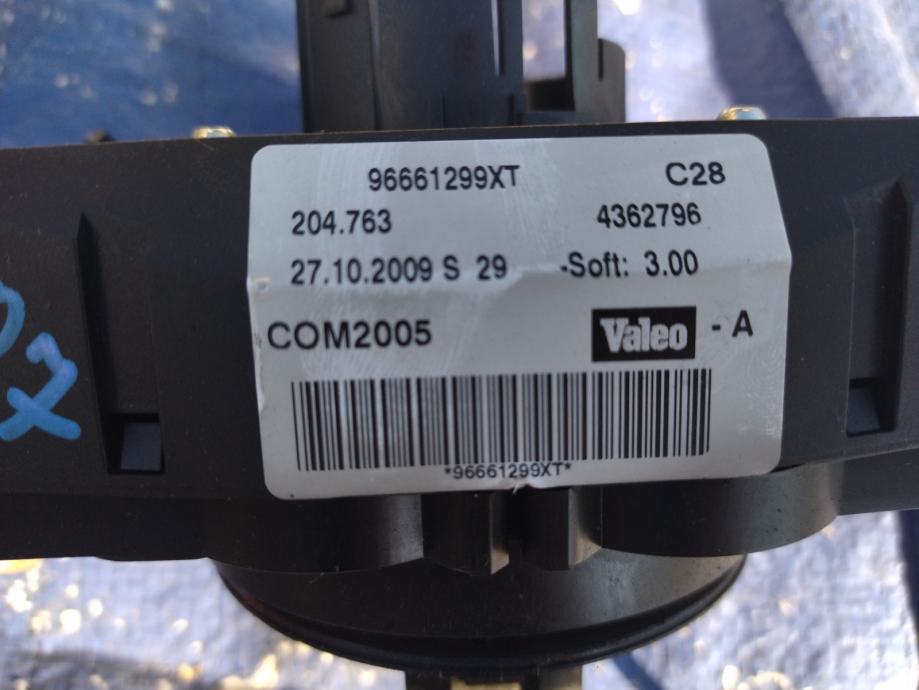 96661299XT C28
204.763 4362796
27.10.2009 S 29 -Soft: 3.00
COM2005 Valeo - A
*96661299XT*